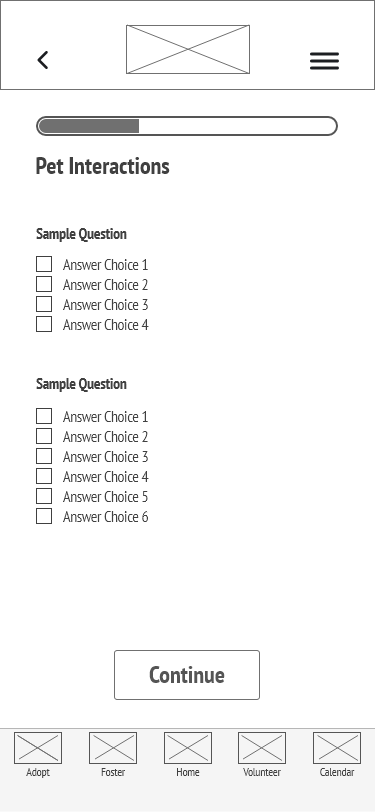 Pet Interactions
Sample Question
Answer Choice 1
Answer Choice 2
Answer Choice 3
Answer Choice 4
Sample Question
Answer Choice 1
Answer Choice 2
Answer Choice 3
Answer Choice 4
Answer Choice 5
Answer Choice 6
Continue
Adopt Foster Home Volunteer Calendar